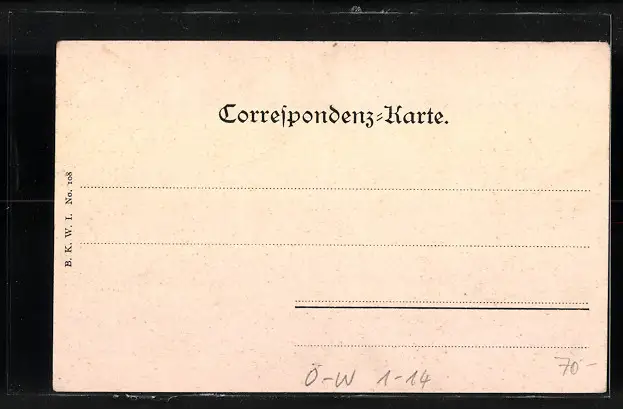 Correſpondenz-Karte.
B. K. W. I. No. 108
Ö-W 1-14
70-